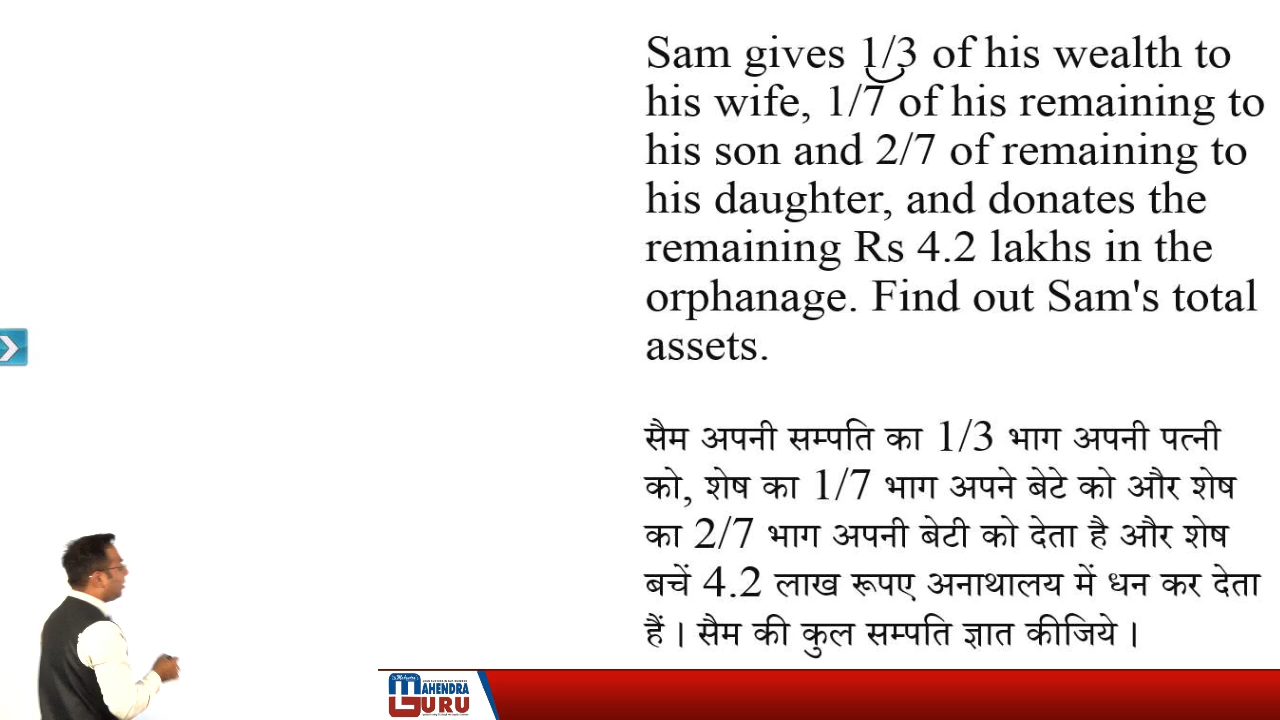 Sam gives 1/3 of his wealth to
his wife, 1/7 of his remaining to
his son and 2/7 of remaining to
his daughter, and donates the
remaining Rs 4.2 lakhs in the
orphanage. Find out Sam's total
assets.
सैम अपनी सम्पति का 1/3 भाग अपनी पत्नी
को, शेष का 1/7 भाग अपने बेटे को और शेष
का 2/7 भाग अपनी बेटी को देता है और शेष
बचें 4.2 लाख रूपए अनाथालय में धन कर देता
हैं । सैम की कुल सम्पति ज्ञात कीजिये ।
MAHENDRA
GURU